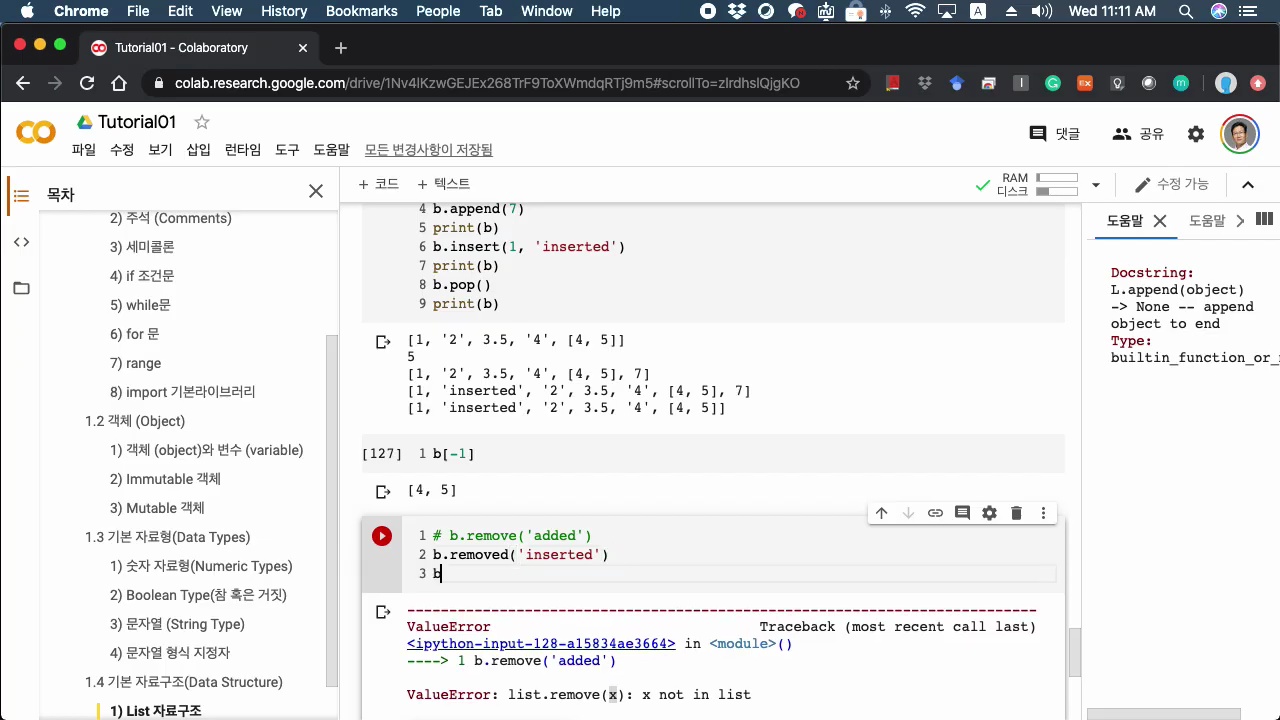 Chrome File Edit View History Bookmarks People Tab Window Help A Wed 11:11 AM
Tutorial01 - Colaboratory
colab.research.google.com/drive/1Nv4lKzwGEJEx268TrF9ToXWmdqRTj9m5#scrollTo=zlrdhslQjgKO
Tutorial01
파일 수정 보기 삽입 런타임 도구 도움말 모든 변경사항이 저장됨
댓글 공유
목차
+ 코드 + 텍스트
RAM
디스크
수정 가능
2) 주석 (Comments)
3) 세미콜론
4) if 조건문
5) while문
6) for 문
7) range
8) import 기본라이브러리
1.2 객체 (Object)
1) 객체 (object)와 변수 (variable)
2) Immutable 객체
3) Mutable 객체
1.3 기본 자료형(Data Types)
1) 숫자 자료형(Numeric Types)
2) Boolean Type(참 혹은 거짓)
3) 문자열 (String Type)
4) 문자열 형식 지정자
1.4 기본 자료구조(Data Structure)
1) List 자료구조
4 b.append(7)
5 print(b)
6 b.insert(1, 'inserted')
7 print(b)
8 b.pop()
9 print(b)
[1, '2', 3.5, '4', [4, 5]]
5
[1, '2', 3.5, '4', [4, 5], 7]
[1, 'inserted', '2', 3.5, '4', [4, 5], 7]
[1, 'inserted', '2', 3.5, '4', [4, 5]]
[127] 1 b[-1]
[4, 5]
1 # b.remove('added')
2 b.removed('inserted')
3 b
---------------------------------------------------------------------------
ValueError Traceback (most recent call last)
<ipython-input-128-a15834ae3664> in <module>()
----> 1 b.remove('added')
ValueError: list.remove(x): x not in list
도움말 도움말
Docstring:
L.append(object)
-> None -- append
object to end
Type:
builtin_function_or_